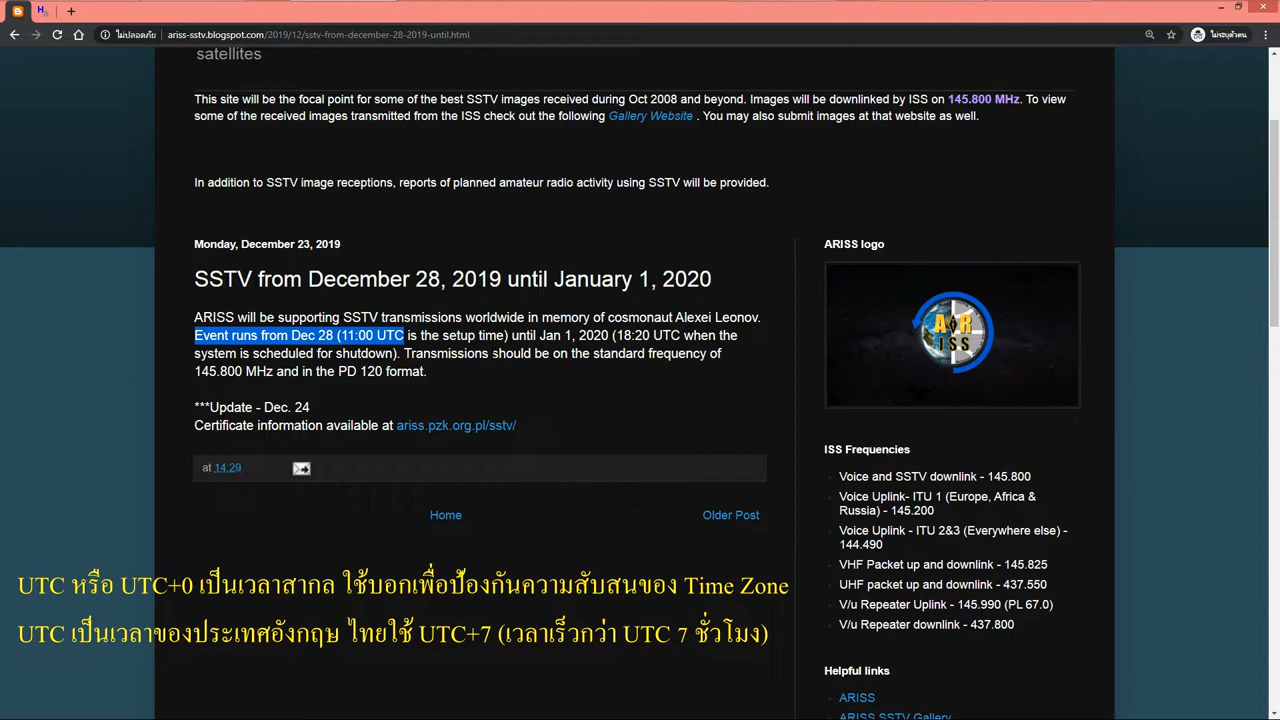 ไม่ปลอดภัย
ariss-sstv.blogspot.com/2019/12/sstv-from-december-28-2019-until.html
ไม่ระบุตัวตน
satellites
This site will be the focal point for some of the best SSTV images received during Oct 2008 and beyond. Images will be downlinked by ISS on 145.800 MHz. To view
some of the received images transmitted from the ISS check out the following Gallery Website . You may also submit images at that website as well.
In addition to SSTV image receptions, reports of planned amateur radio activity using SSTV will be provided.
Monday, December 23, 2019
SSTV from December 28, 2019 until January 1, 2020
ARISS will be supporting SSTV transmissions worldwide in memory of cosmonaut Alexei Leonov.
Event runs from Dec 28 (11:00 UTC is the setup time) until Jan 1, 2020 (18:20 UTC when the
system is scheduled for shutdown). Transmissions should be on the standard frequency of
145.800 MHz and in the PD 120 format.
***Update - Dec. 24
Certificate information available at ariss.pzk.org.pl/sstv/
at 14:29
Home
Older Post
ARISS logo
AR
ISS
ISS Frequencies
Voice and SSTV downlink - 145.800
Voice Uplink- ITU 1 (Europe, Africa &
Russia) - 145.200
Voice Uplink - ITU 2&3 (Everywhere else) -
144.490
VHF Packet up and downlink - 145.825
UHF packet up and downlink - 437.550
V/u Repeater Uplink - 145.990 (PL 67.0)
V/u Repeater downlink - 437.800
Helpful links
ARISS
ARISS SSTV Gallery
UTC หรือ UTC+0 เป็นเวลาสากล ใช้บอกเพื่อป้องกันความสับสนของ Time Zone
UTC เป็นเวลาของประเทศอังกฤษ ไทยใช้ UTC+7 (เวลาเร็วกว่า UTC 7 ชั่วโมง)